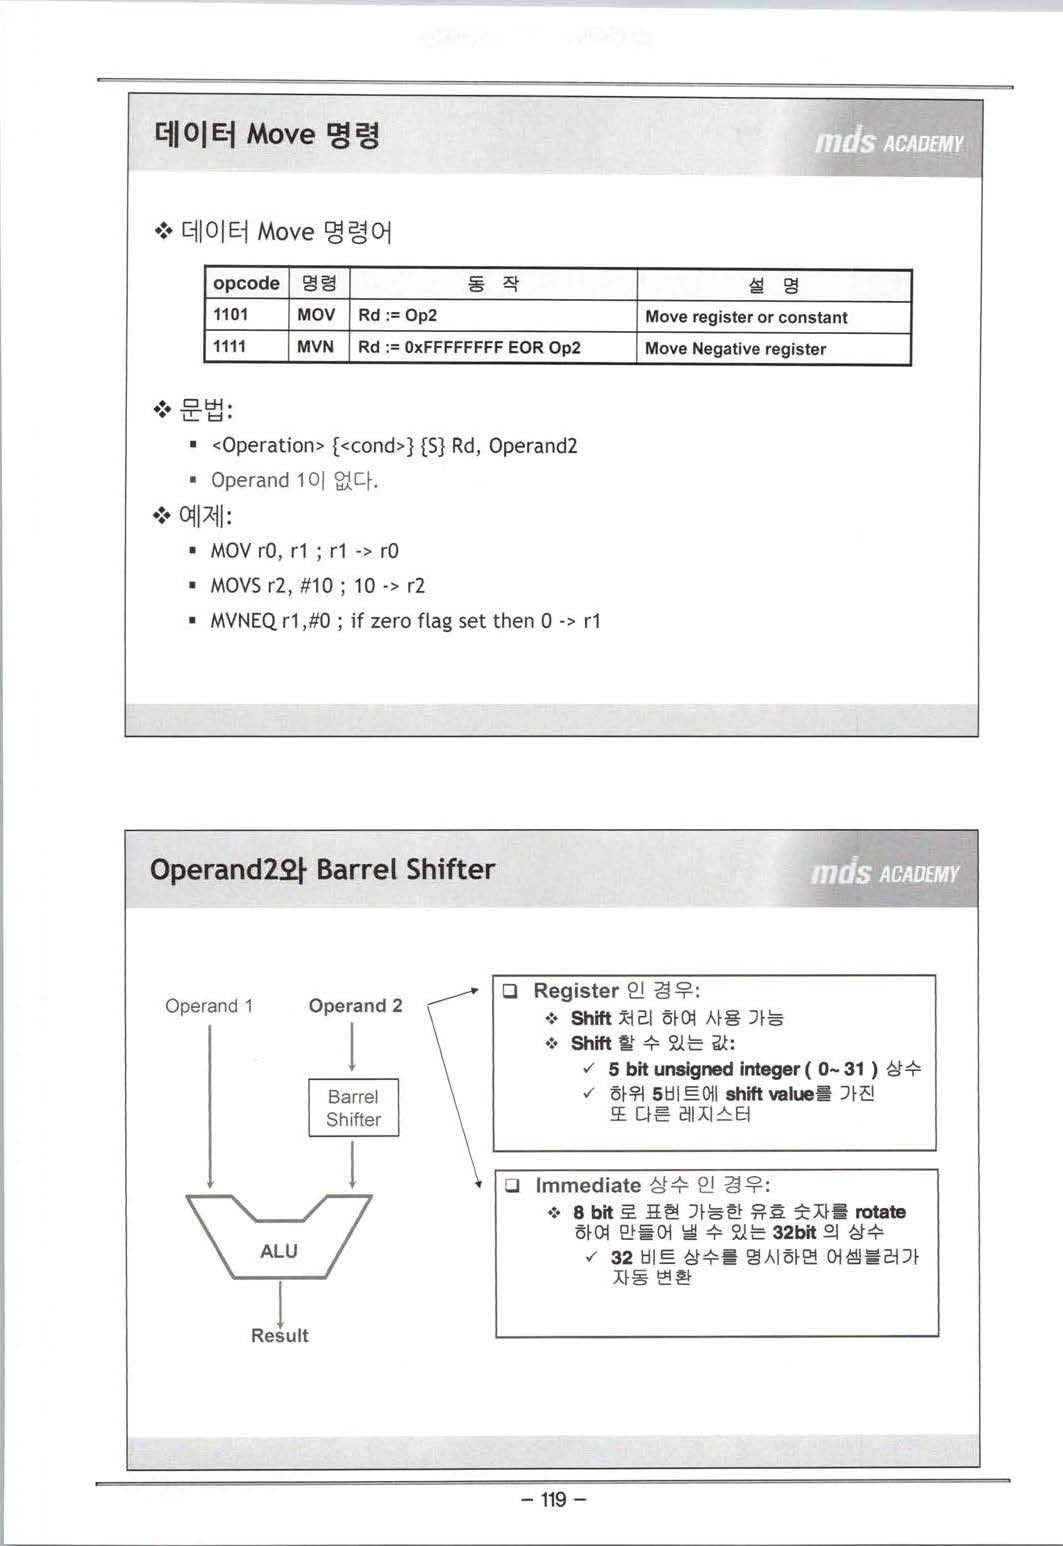 데이터 Move 명령
mds ACADEMY
❖ 데이터 Move 명령어
opcode 명령 동 작 설 명
1101 MOV Rd := Op2 Move register or constant
1111 MVN Rd := 0xFFFFFFFF EOR Op2 Move Negative register
❖ 문법:
▪ <Operation> {<cond>} {S} Rd, Operand2
▪ Operand 1이 없다.
❖ 예제:
▪ MOV r0, r1 ; r1 -> r0
▪ MOVS r2, #10 ; 10 -> r2
▪ MVNEQ r1,#0 ; if zero flag set then 0 -> r1
Operand2와 Barrel Shifter
mds ACADEMY
Operand 1
Operand 2
Barrel
Shifter
ALU
Result
❑ Register 인 경우:
❖ Shift 처리 하여 사용 가능
❖ Shift 할 수 있는 값:
✓ 5 bit unsigned integer ( 0~ 31 ) 상수
✓ 하위 5비트에 shift value를 가진
또 다른 레지스터
❑ Immediate 상수 인 경우:
❖ 8 bit 로 표현 가능한 유효 숫자를 rotate
하여 만들어 낼 수 있는 32bit 의 상수
✓ 32 비트 상수를 명시하면 어셈블러가
자동 변환
– 119 –